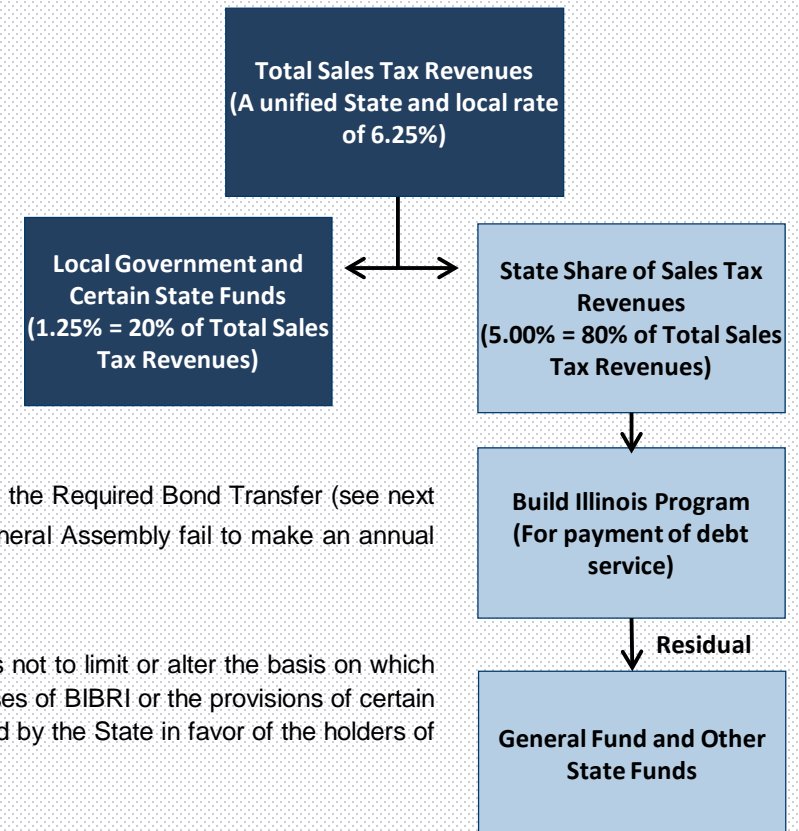 Total Sales Tax Revenues
(A unified State and local rate
of 6.25%)
Local Government and
Certain State Funds
(1.25% = 20% of Total Sales
Tax Revenues)
State Share of Sales Tax
Revenues
(5.00% = 80% of Total Sales
Tax Revenues)
the Required Bond Transfer (see next
neral Assembly fail to make an annual
Build Illinois Program
(For payment of debt
service)
Residual
s not to limit or alter the basis on which
ses of BIBRI or the provisions of certain
d by the State in favor of the holders of
General Fund and Other
State Funds